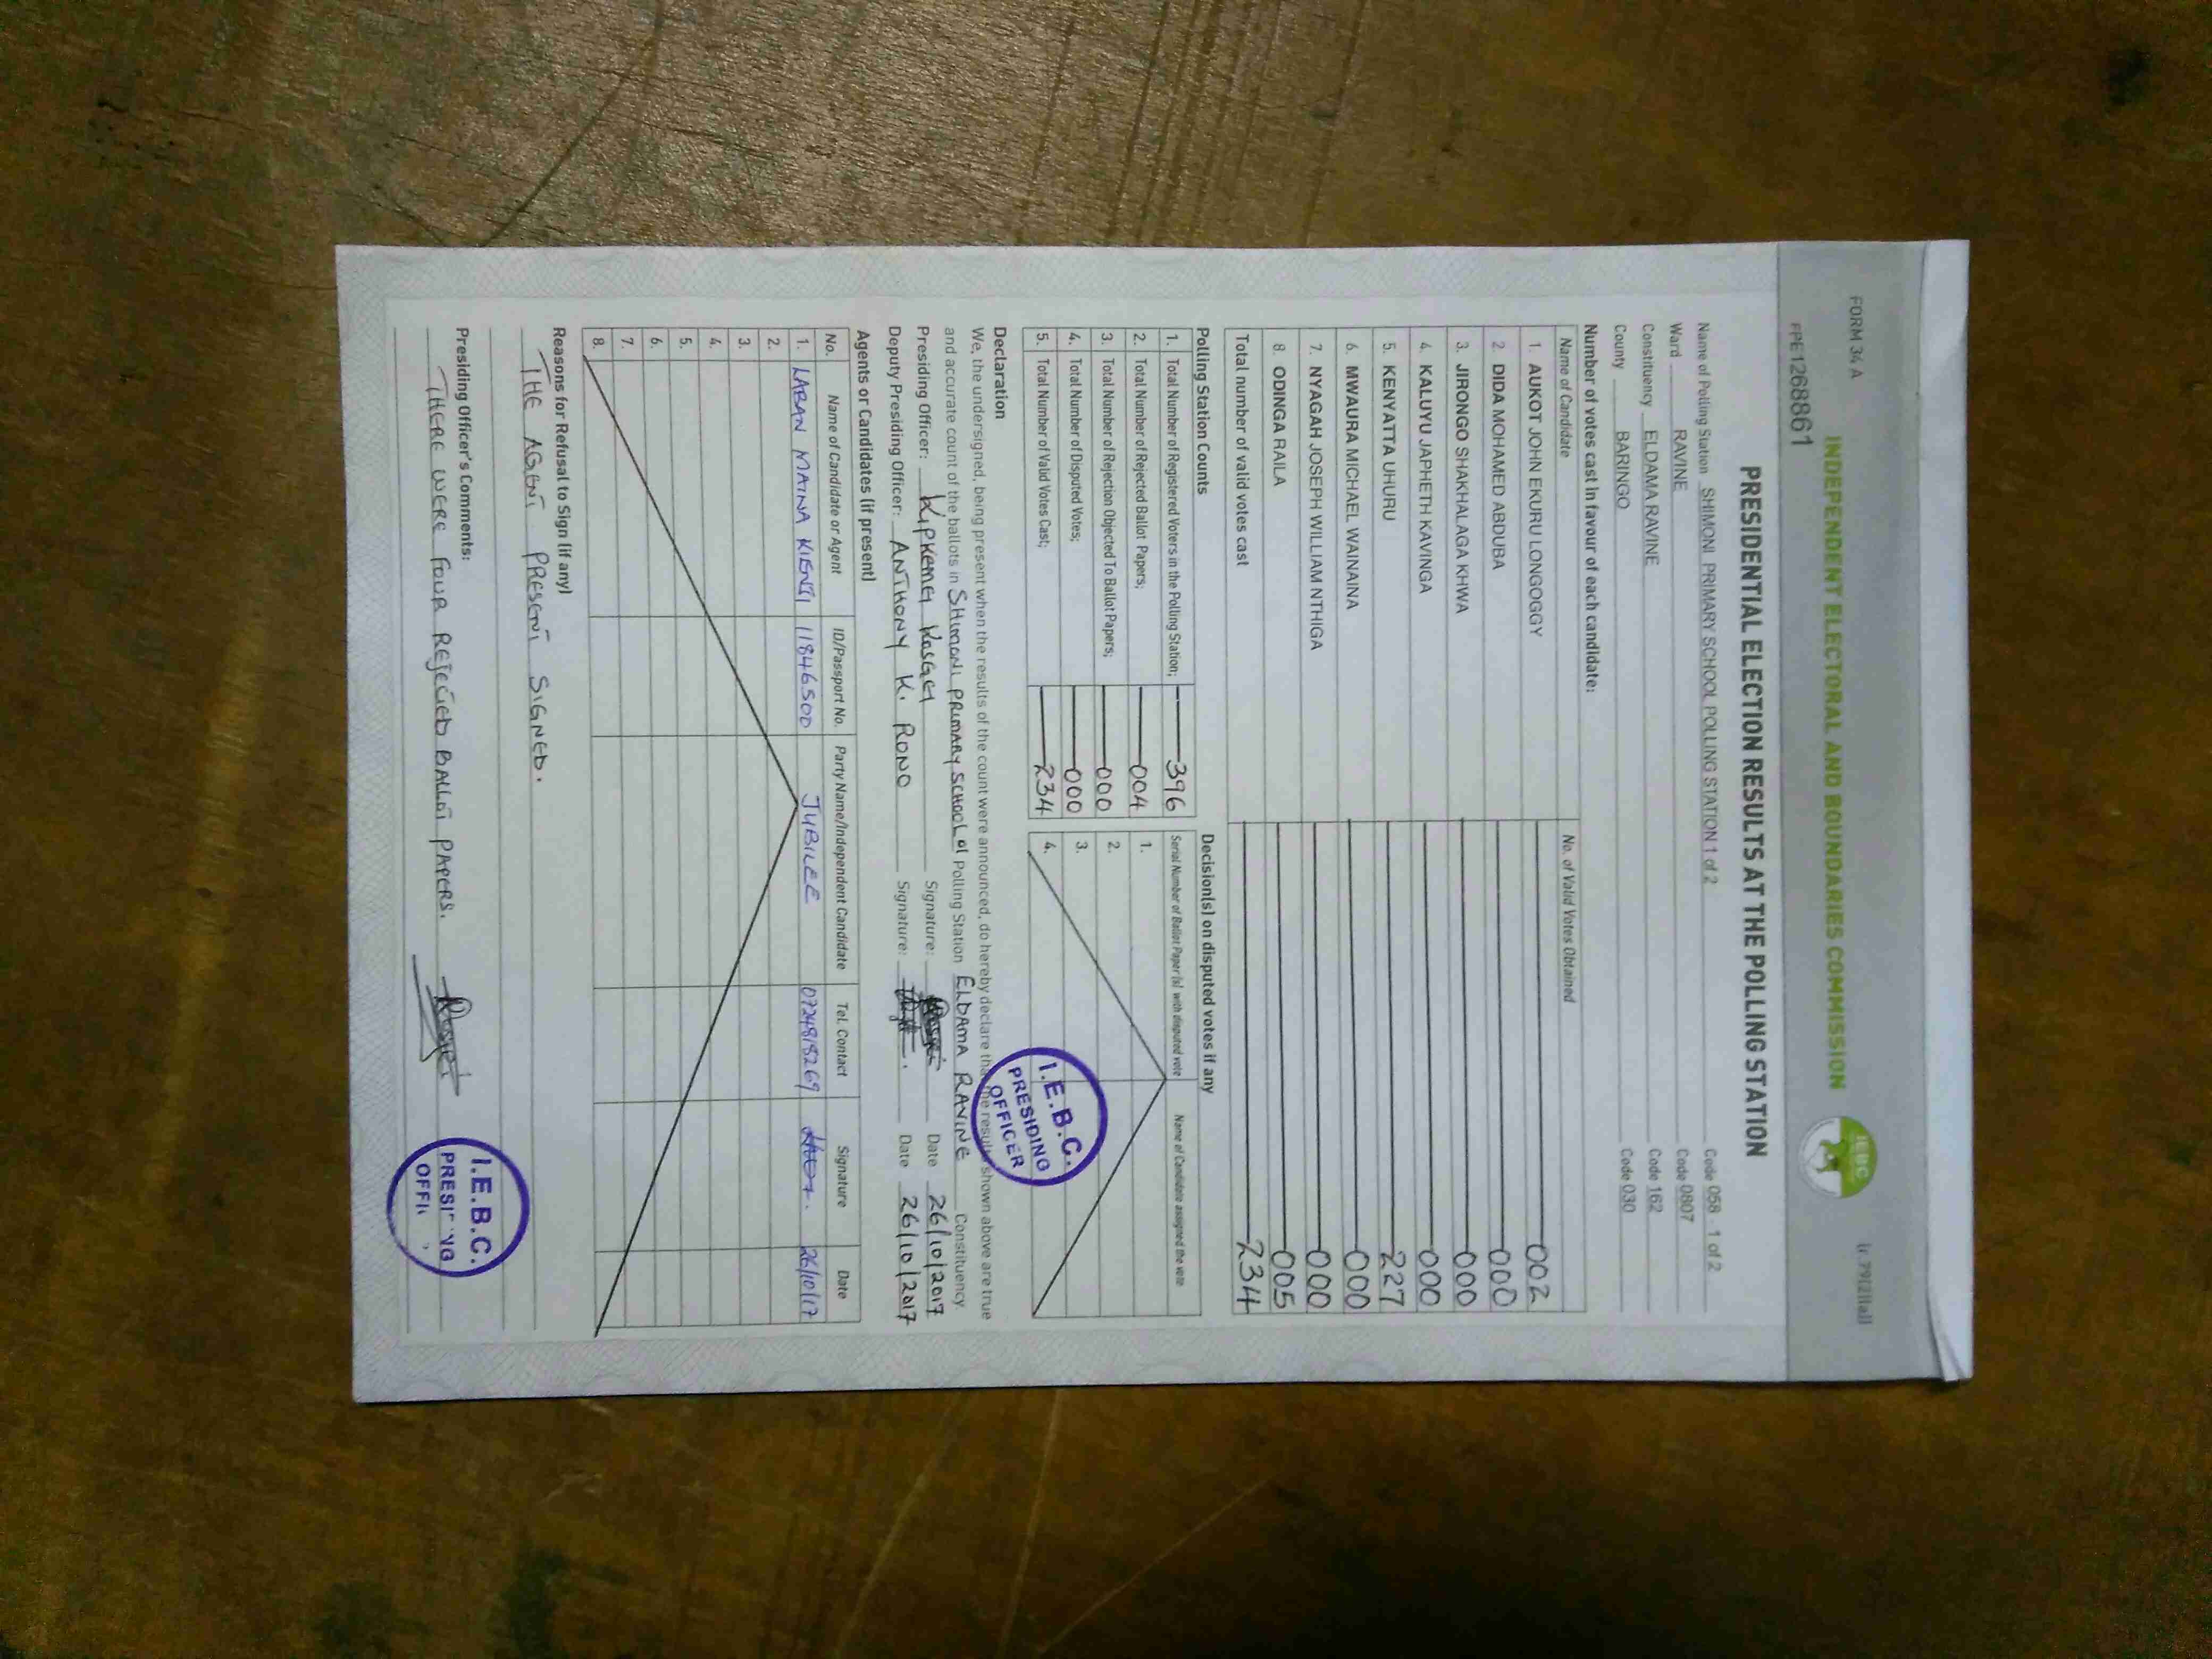 FORM 34 A
(r.79(2)(a))
INDEPENDENT ELECTORAL AND BOUNDARIES COMMISSION
IEBC
FPE1268861
PRESIDENTIAL ELECTION RESULTS AT THE POLLING STATION
Name of Polling Station SHIMONI PRIMARY SCHOOL POLLING STATION 1 of 2 Code 058 - 1 of 2
Ward RAVINE Code 0807
Constituency ELDAMA RAVINE Code 162
County BARINGO Code 030
Number of votes cast in favour of each candidate:
Name of Candidate No. of Valid Votes Obtained
1. AUKOT JOHN EKURU LONGOGGY 002
2. DIDA MOHAMED ABDUBA 000
3. JIRONGO SHAKHALAGA KHWA 000
4. KALUYU JAPHETH KAVINGA 000
5. KENYATTA UHURU 227
6. MWAURA MICHAEL WAINAINA 000
7. NYAGAH JOSEPH WILLIAM NTHIGA 000
8. ODINGA RAILA 005
Total number of valid votes cast 234
Polling Station Counts
1. Total Number of Registered Voters in the Polling Station; 396
2. Total Number of Rejected Ballot Papers; 004
3. Total Number of Rejection Objected To Ballot Papers; 000
4. Total Number of Disputed Votes; 000
5. Total Number of Valid Votes Cast; 234
Decision(s) on disputed votes if any
Serial Number of Ballot Paper(s) with disputed vote Name of Candidate assigned the vote
1.
2.
3.
4.
I.E.B.C.
PRESIDING
OFFICER
Declaration
We, the undersigned, being present when the results of the count were announced, do hereby declare that the results shown above are true
and accurate count of the ballots in SHIMONI PRIMARY SCHOOL 01 Polling Station ELDAMA RAVINE Constituency.
Presiding Officer: KIPKEMEI KOSGEI Signature: Date 26/10/2017
Deputy Presiding Officer: ANTHONY K. RONO Signature: Date 26/10/2017
Agents or Candidates (if present)
No. Name of Candidate or Agent ID/Passport No. Party Name/Independent Candidate Tel. Contact Signature Date
1. LABAN MAINA 11846500 JUBILEE 0724818269 26/10/17
2.
3.
4.
5.
6.
7.
8.
Reasons for Refusal to Sign (if any)
THE AGENT PRESENT SIGNED.
Presiding Officer's Comments:
THERE WERE FOUR REJECTED BALLOT PAPERS.
I.E.B.C.